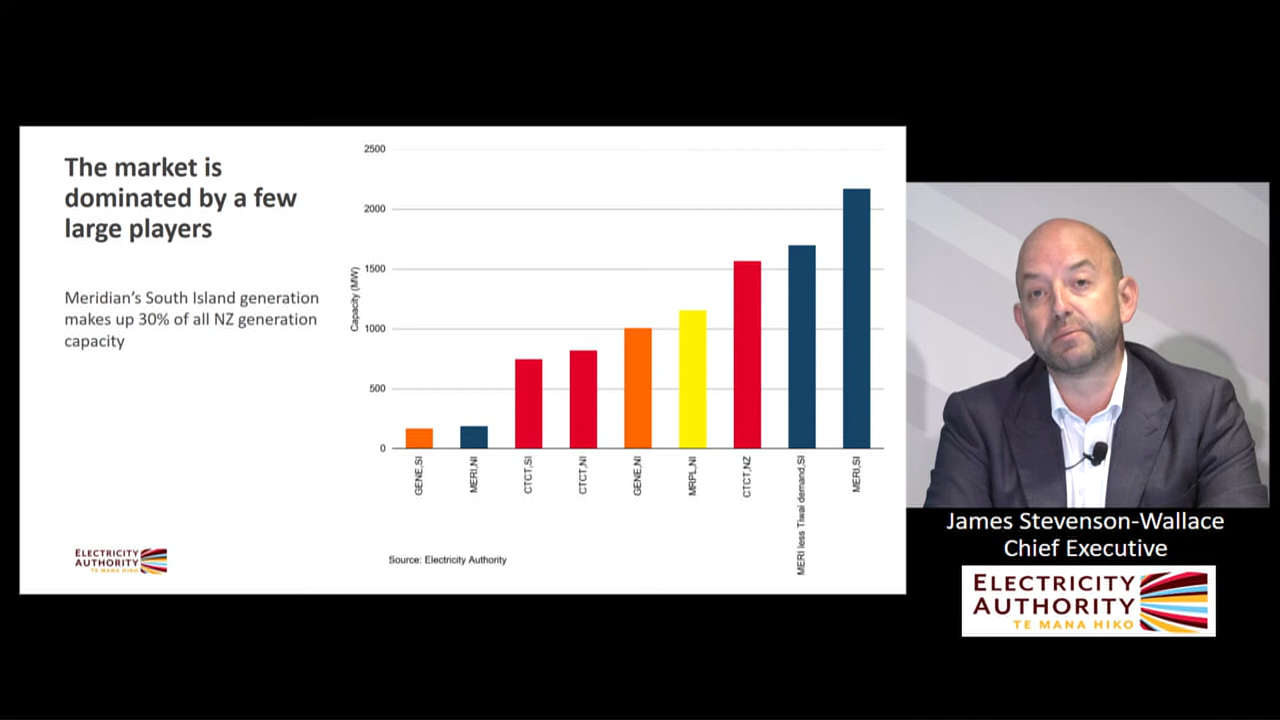 The market is
dominated by a few
large players
Meridian's South Island generation
makes up 30% of all NZ generation
capacity
Capacity (MW)
2500
2000
1500
1000
500
0
GENE,SI
MERI,NI
CTCT,SI
CTCT,NI
GENE,NI
MRPL,NI
CTCT,NZ
MERI less Tiwai demand,SI
MERI,SI
Source: Electricity Authority
ELECTRICITY
AUTHORITY
TE MANA HIKO
James Stevenson-Wallace
Chief Executive
ELECTRICITY
AUTHORITY
TE MANA HIKO